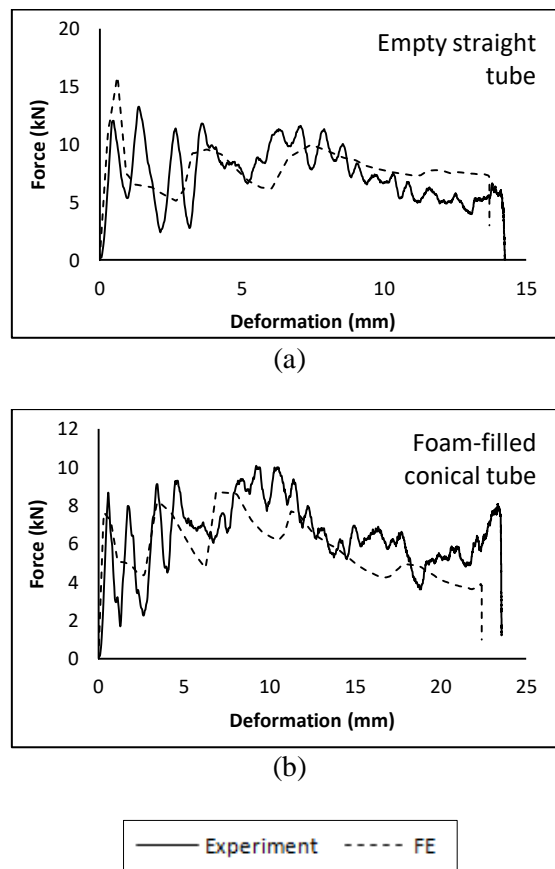 Empty straight
tube
Force (kN)
20
15
10
5
0
0 5 10 15
Deformation (mm)
(a)
Foam-filled
conical tube
Force (kN)
12
10
8
6
4
2
0
0 5 10 15 20 25
Deformation (mm)
(b)
Experiment FE